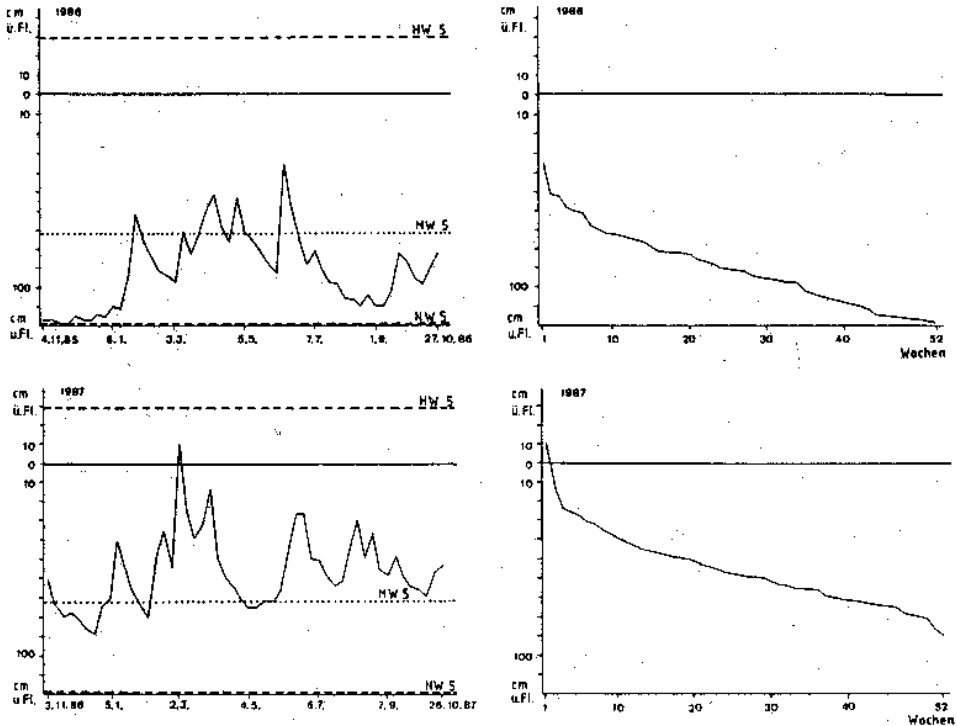 cm
ü.Fl.
1986
HW S
10
0
10
MW S
100
cm
u.Fl.
NW S
4.11.85 6.1. 3.3. 5.5. 7.7. 1.9. 27.10.86
cm
ü.Fl.
1986
10
0
10
100
cm
u.Fl.
1 10 20 30 40 52
Wochen
cm
ü.Fl.
1987
HW S
10
0
10
MW S
100
cm
u.Fl.
NW S
3.11.86 5.1. 2.3. 4.5. 6.7. 7.9. 26.10.87
cm
ü.Fl.
1987
10
0
10
100
cm
u.Fl.
1 10 20 30 40 52
Wochen